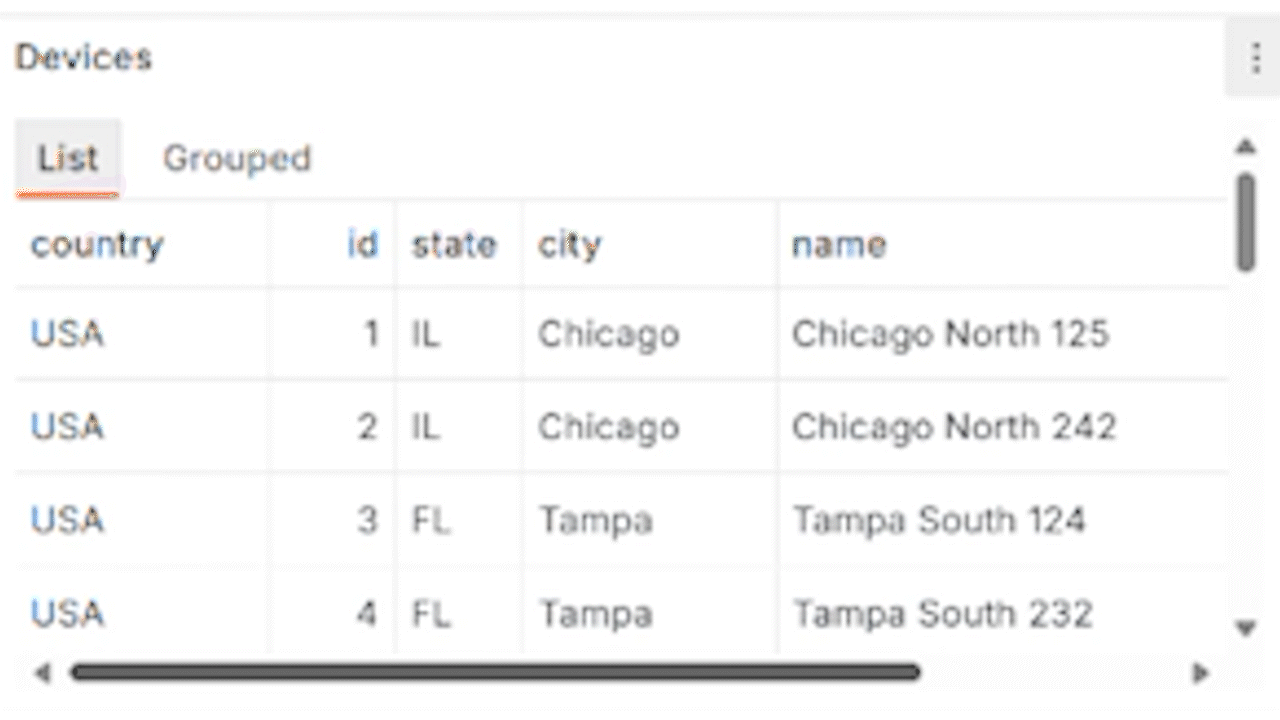 Devices
List Grouped
country id state city name
USA 1 IL Chicago Chicago North 125
USA 2 IL Chicago Chicago North 242
USA 3 FL Tampa Tampa South 124
USA 4 FL Tampa Tampa South 232